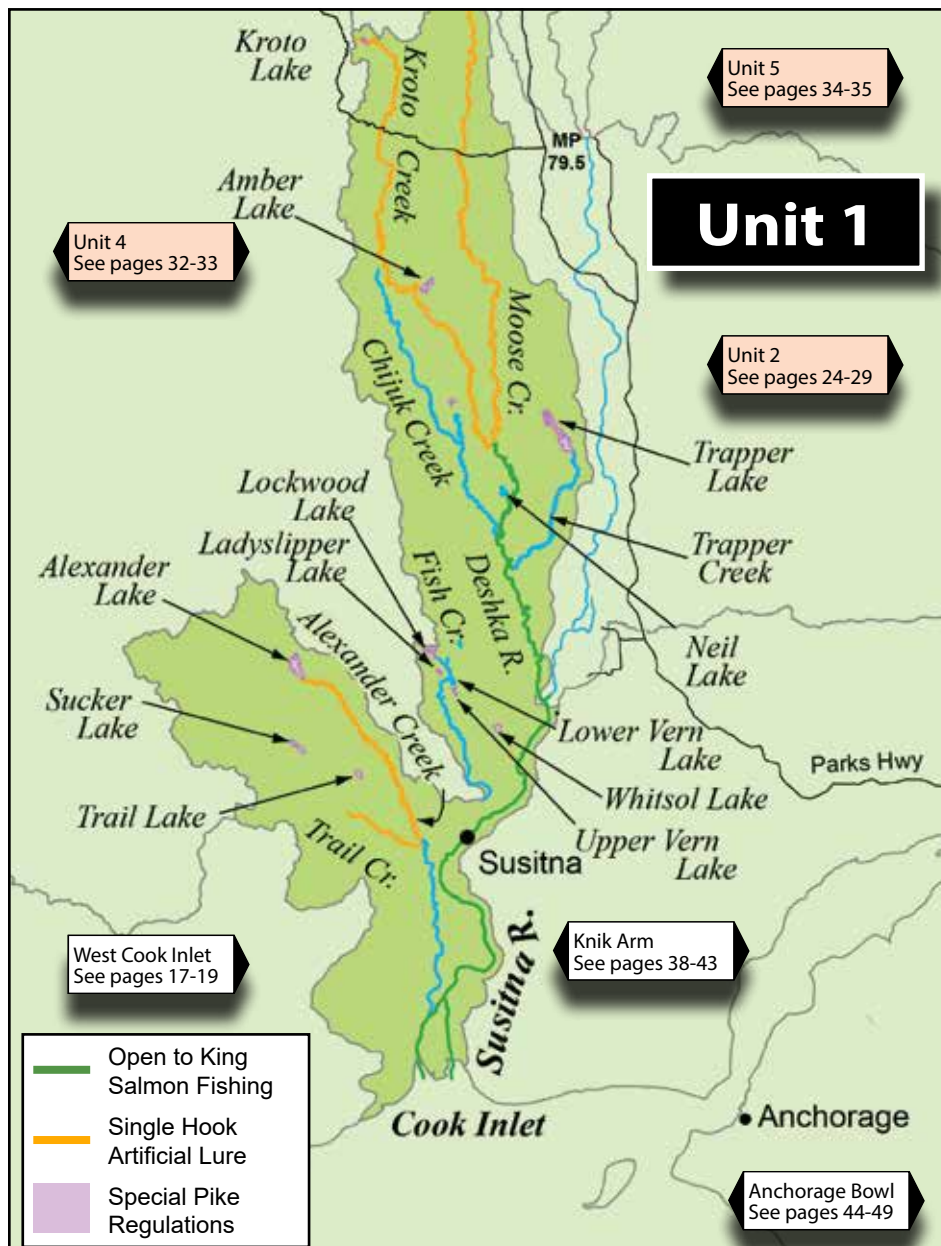 Kroto
Lake
Kroto
Creek
Unit 5
See pages 34-35
MP
79.5
Unit 1
Amber
Lake
Unit 4
See pages 32-33
Moose Cr.
Unit 2
See pages 24-29
Chijuk Creek
Trapper
Lake
Lockwood
Lake
Ladyslipper
Lake
Trapper
Creek
Alexander
Lake
Fish Cr.
Deshka R.
Alexander Creek
Neil
Lake
Sucker
Lake
Lower Vern
Lake
Parks Hwy
Whitsol Lake
Trail Lake
Upper Vern
Lake
Trail Cr.
Susitna
West Cook Inlet
See pages 17-19
Susitna R.
Knik Arm
See pages 38-43
Open to King
Salmon Fishing
Single Hook
Artificial Lure
Special Pike
Regulations
Cook Inlet
Anchorage
Anchorage Bowl
See pages 44-49